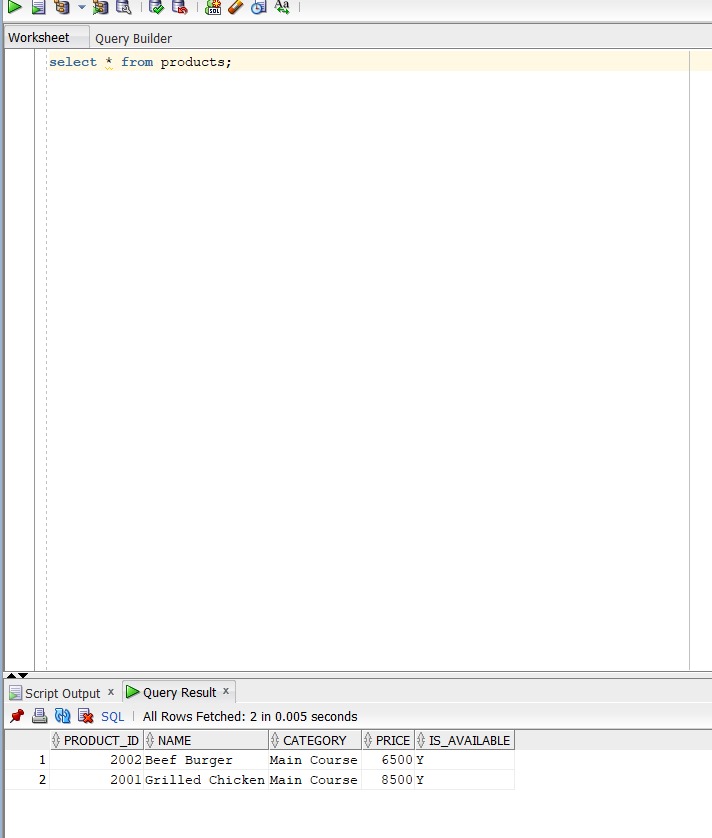 Aa
Worksheet Query Builder
select * from products;
Script Output x Query Result x
SQL | All Rows Fetched: 2 in 0.005 seconds
PRODUCT_ID NAME CATEGORY PRICE IS_AVAILABLE
1 2002 Beef Burger Main Course 6500 Y
2 2001 Grilled Chicken Main Course 8500 Y